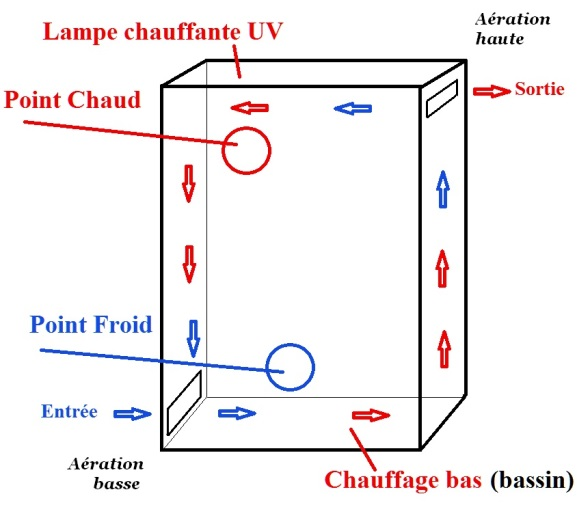 Lampe chauffante UV
Aération
haute
Point Chaud
Sortie
Point Froid
Entrée
Aération
basse
Chauffage bas (bassin)